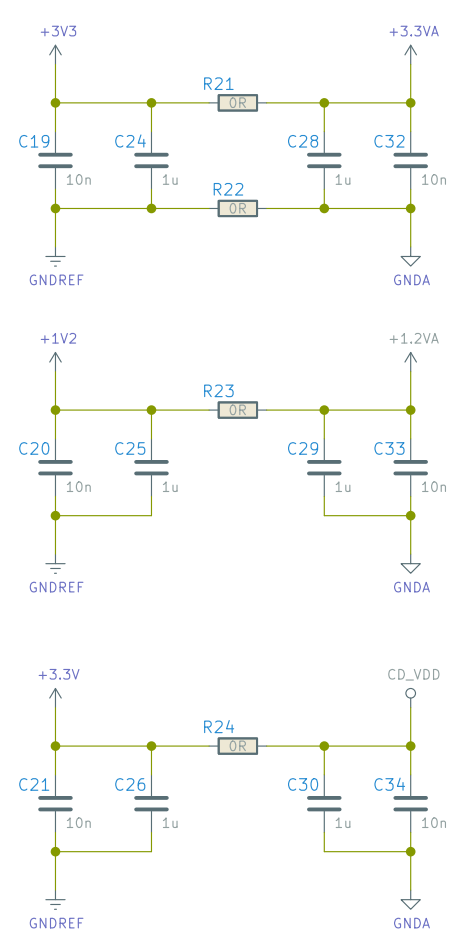 +3V3 +3.3VA
R21
0R
C19 C24 C28 C32
10n 1u 1u 10n
R22
0R
GNDREF GNDA
+1V2 +1.2VA
R23
0R
C20 C25 C29 C33
10n 1u 1u 10n
GNDREF GNDA
+3.3V CD_VDD
R24
0R
C21 C26 C30 C34
10n 1u 1u 10n
GNDREF GNDA